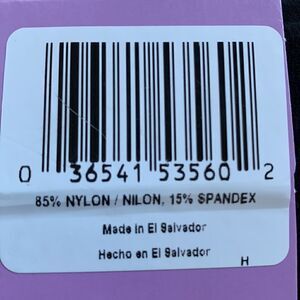 0 36541 53560 2
85% NYLON / NILON, 15% SPANDEX
Made in El Salvador
Hecho en El Salvador
H